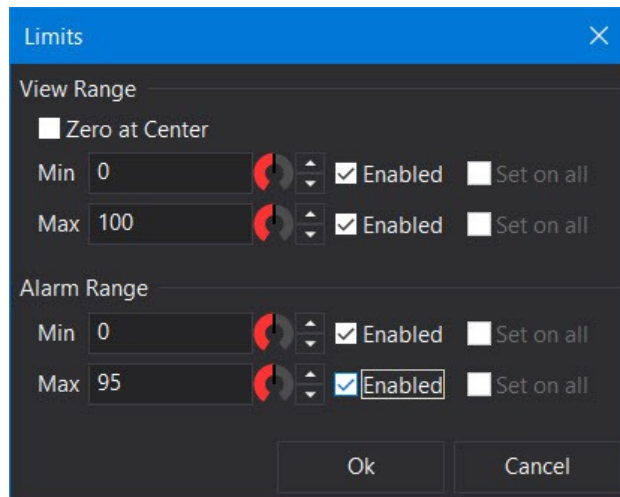 Limits
View Range
Zero at Center
Min 0 Enabled Set on all
Max 100 Enabled Set on all
Alarm Range
Min 0 Enabled Set on all
Max 95 Enabled Set on all
Ok Cancel